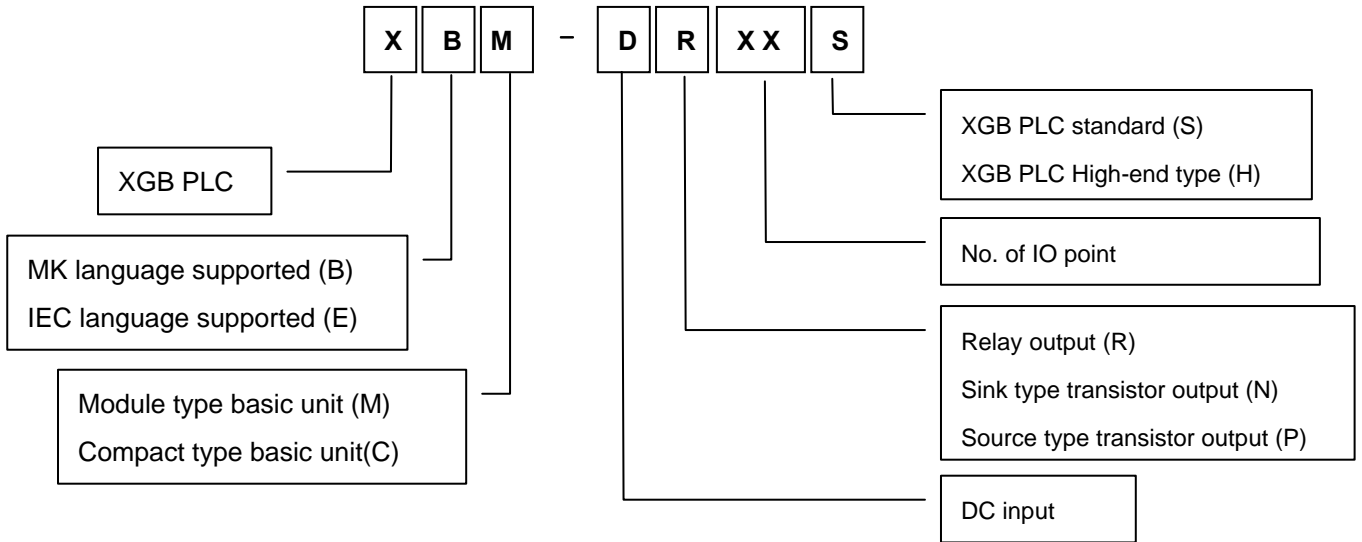 X B M - D R X X S
XGB PLC
MK language supported (B)
IEC language supported (E)
Module type basic unit (M)
Compact type basic unit(C)
XGB PLC standard (S)
XGB PLC High-end type (H)
No. of IO point
Relay output (R)
Sink type transistor output (N)
Source type transistor output (P)
DC input